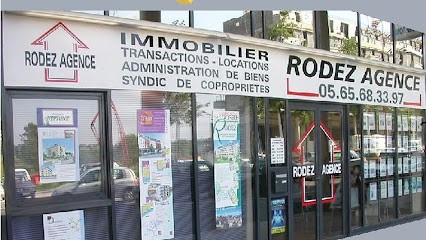 RODEZ AGENCE
IMMOBILIER
TRANSACTIONS - LOCATIONS
ADMINISTRATION DE BIENS
SYNDIC DE COPROPRIETES
RODEZ AGENCE
05.65.68.33.97
RODEZ AGENCE